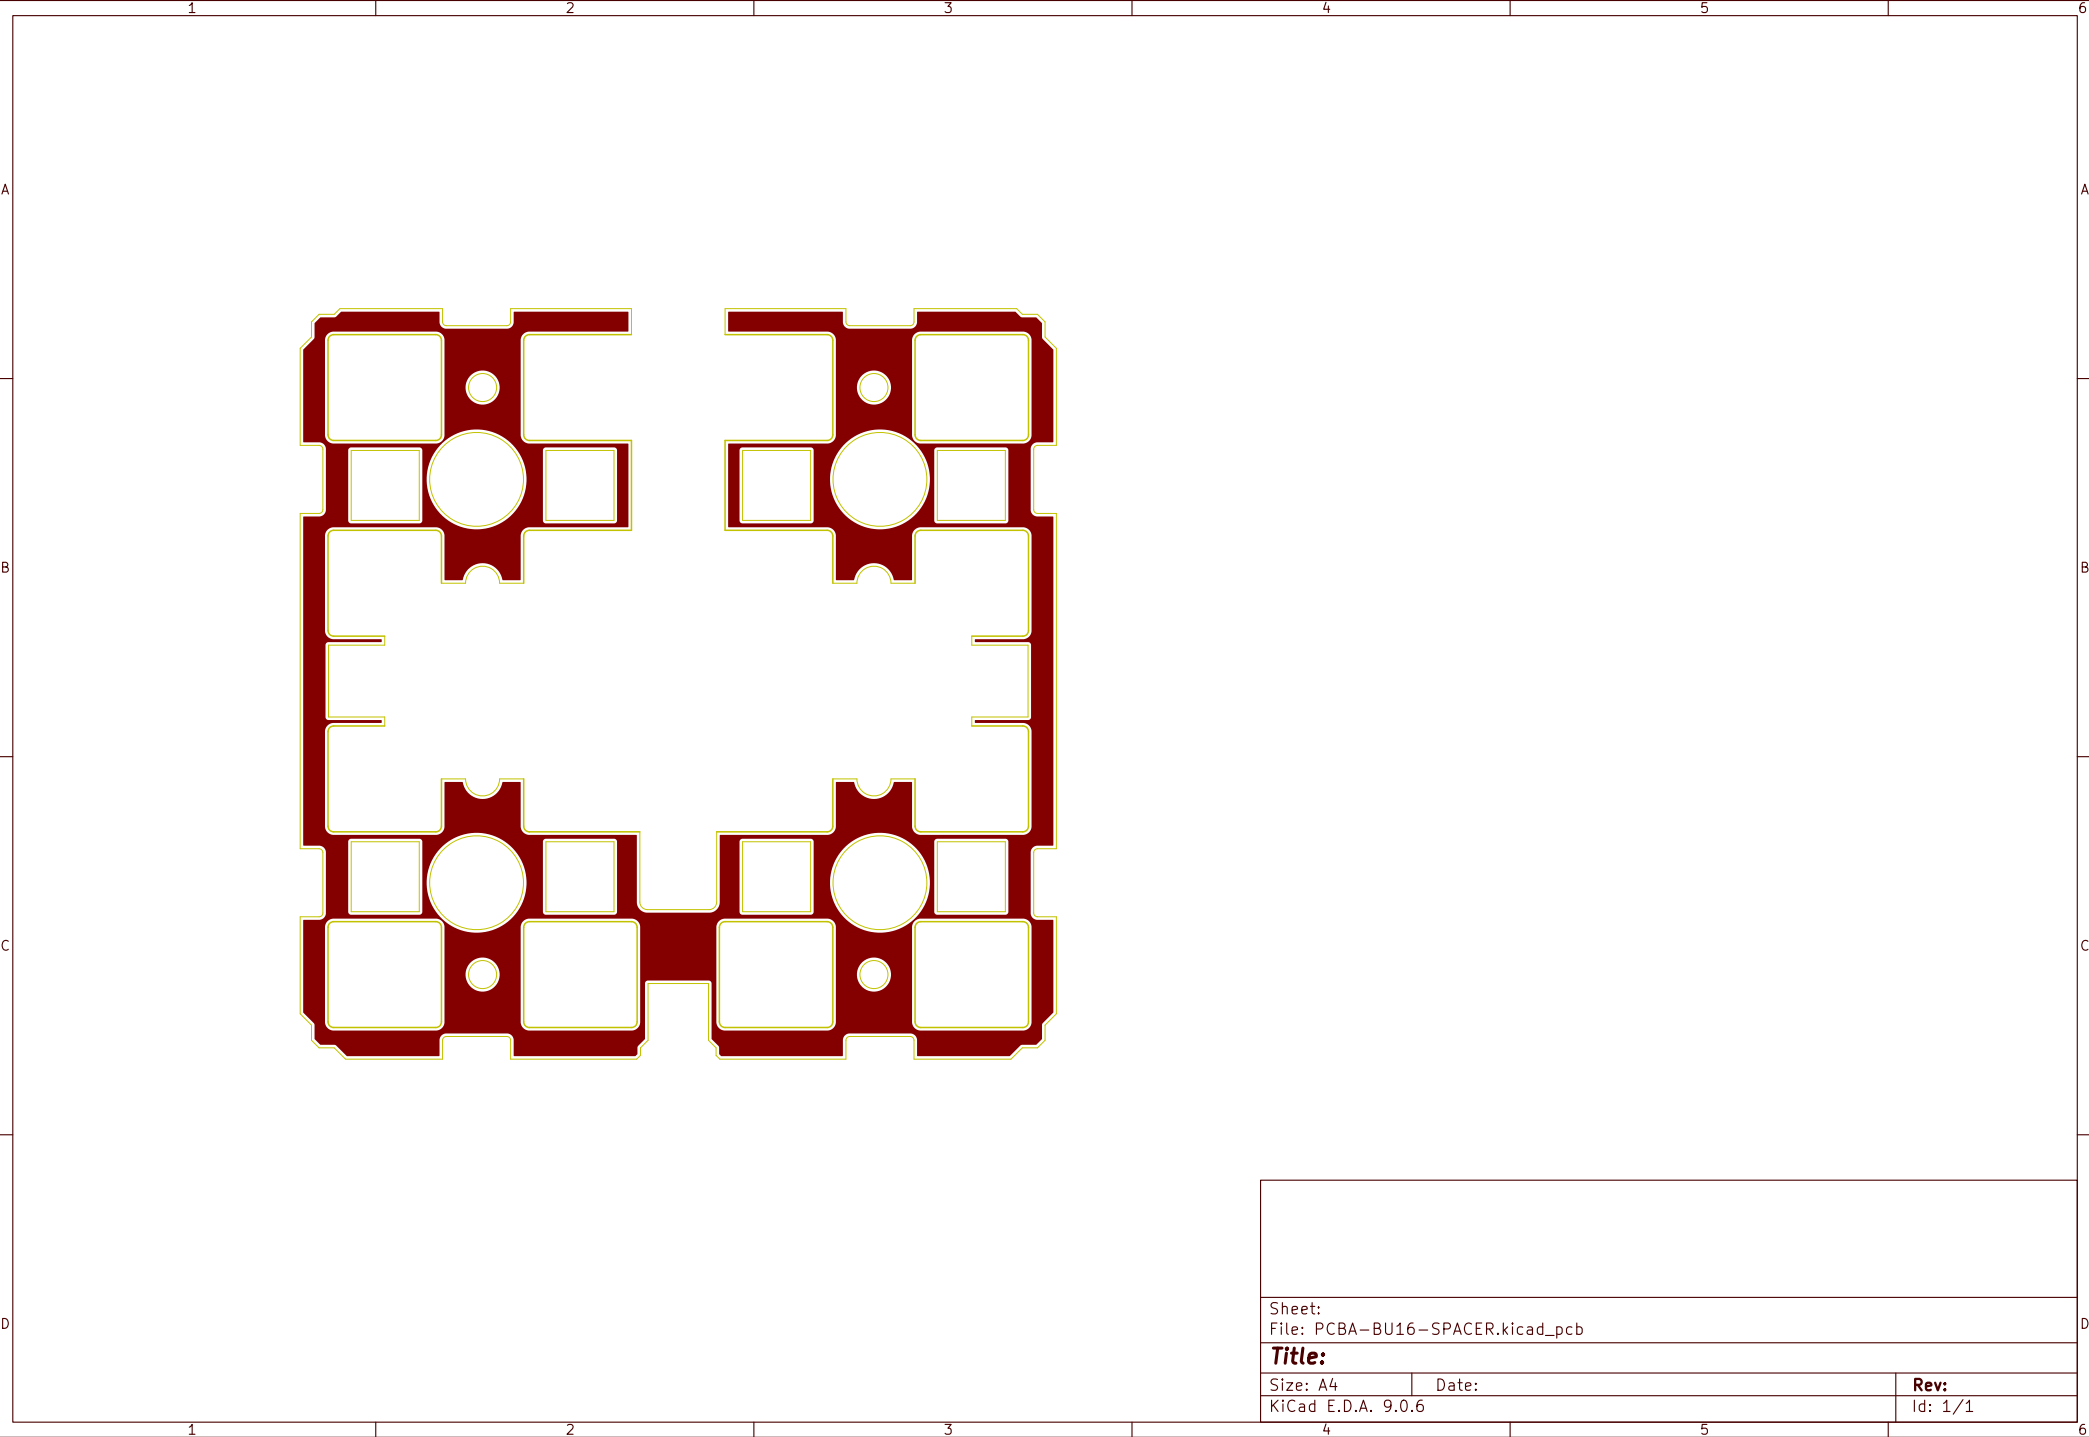 1 2 3 4 5 6
A A
B B
C C
Sheet:
File: PCBA-BU16-SPACER.kicad_pcb
D D
Title:
Size: A4 Date: Rev:
KiCad E.D.A. 9.0.6 Id: 1/1
1 2 3 4 5 6